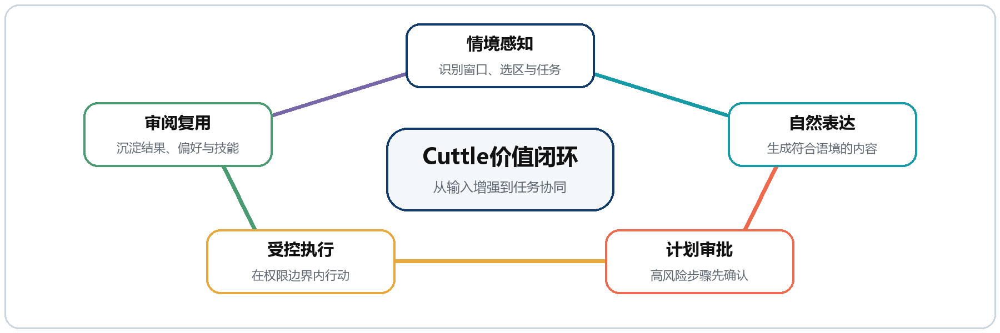 情境感知
识别窗口、选区与任务
审阅复用
沉淀结果、偏好与技能
自然表达
生成符合语境的内容
Cuttle价值闭环
从输入增强到任务协同
受控执行
在权限边界内行动
计划审批
高风险步骤先确认